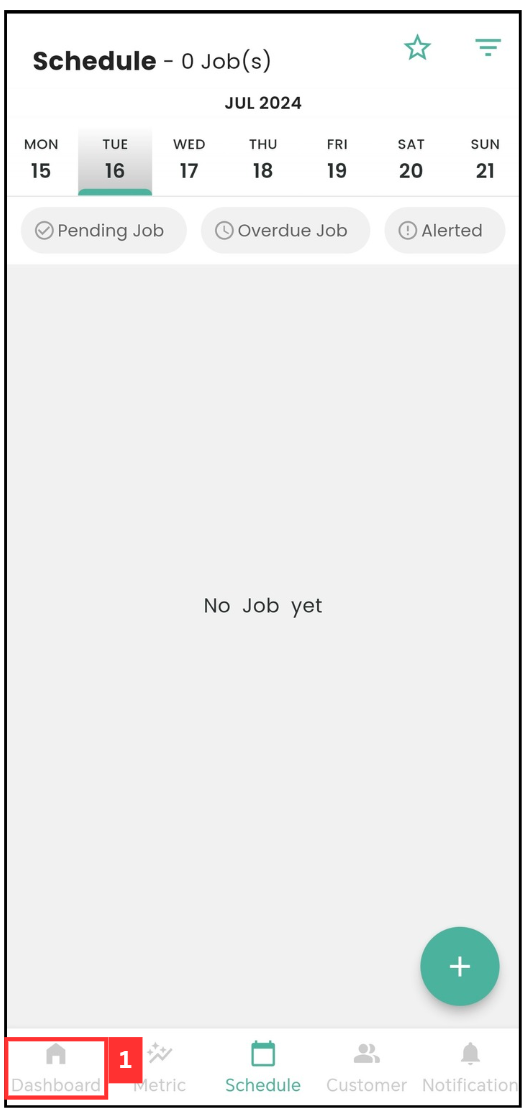 Schedule - 0 Job(s)
JUL 2024
MON TUE WED THU FRI SAT SUN
15 16 17 18 19 20 21
Pending Job Overdue Job Alerted
No Job yet
+
1
Dashboard Metric Schedule Customer Notification